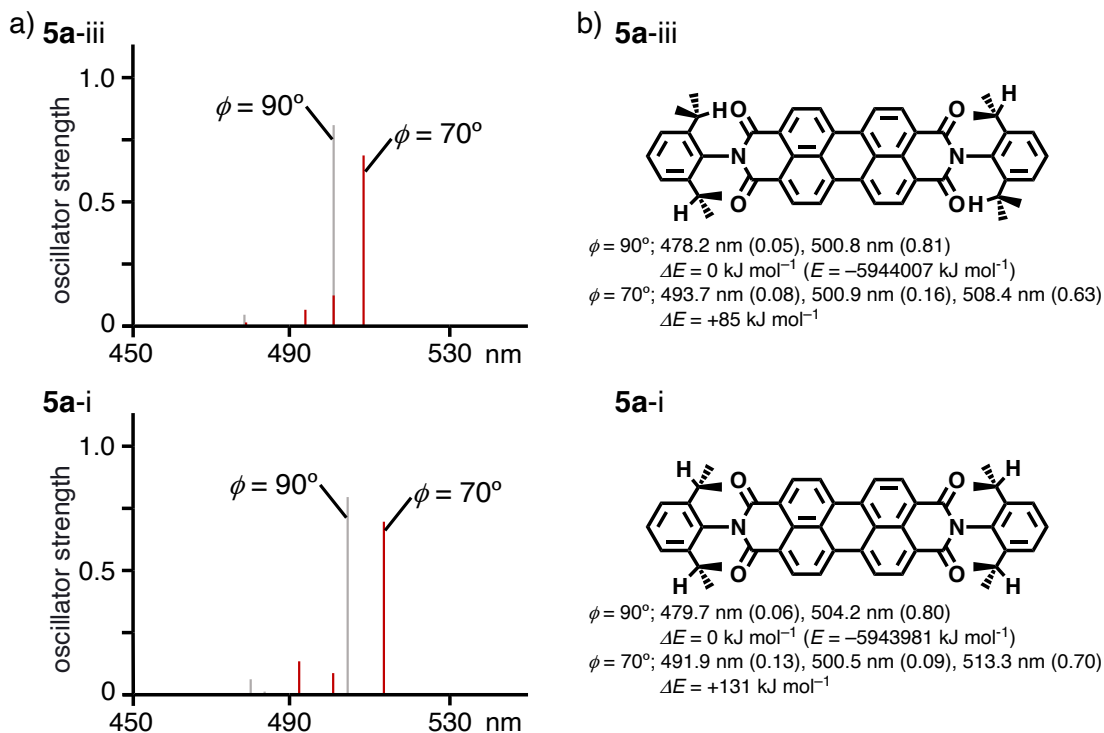 a) 5a-iii
oscillator strength
1.0
0.5
0
450 490 530 nm
ϕ = 90º
ϕ = 70º
5a-i
oscillator strength
1.0
0.5
0
450 490 530 nm
ϕ = 90º
ϕ = 70º
b) 5a-iii
H O O H
N N
H O O H
ϕ = 90º; 478.2 nm (0.05), 500.8 nm (0.81)
ΔE = 0 kJ mol⁻¹ (E = –5944007 kJ mol⁻¹)
ϕ = 70º; 493.7 nm (0.08), 500.9 nm (0.16), 508.4 nm (0.63)
ΔE = +85 kJ mol⁻¹
5a-i
H O O H
N N
H O O H
ϕ = 90º; 479.7 nm (0.06), 504.2 nm (0.80)
ΔE = 0 kJ mol⁻¹ (E = –5943981 kJ mol⁻¹)
ϕ = 70º; 491.9 nm (0.13), 500.5 nm (0.09), 513.3 nm (0.70)
ΔE = +131 kJ mol⁻¹